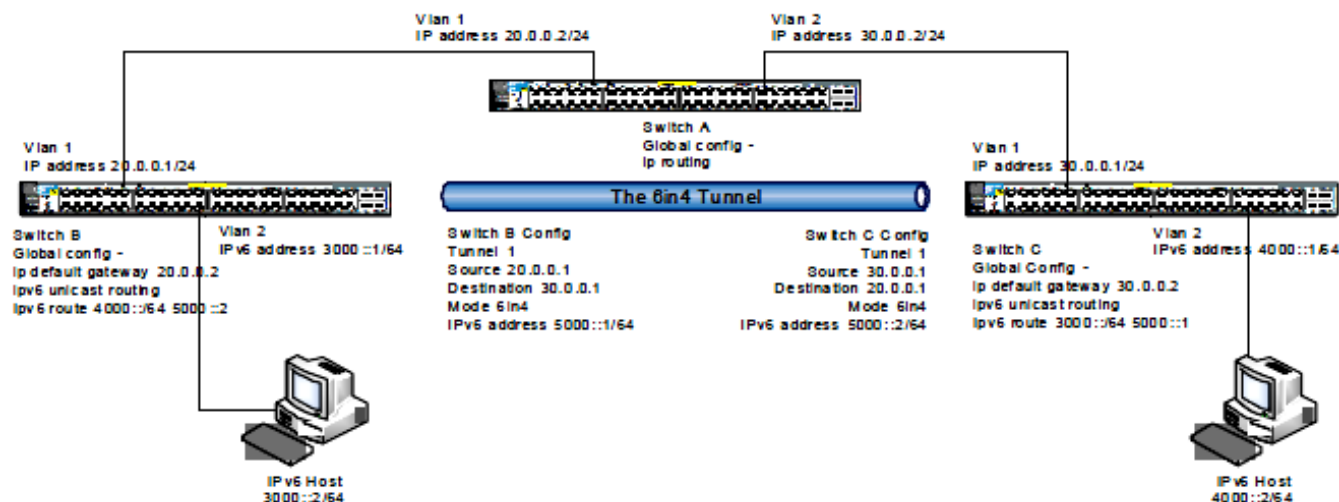 Vlan 1
IP address 20.0.0.2/24
Vlan 2
IP address 30.0.0.2/24
Switch A
Global config -
Ip routing
Vlan 1
IP address 20.0.0.1/24
Vlan 1
IP address 30.0.0.1/24
The 6in4 Tunnel
Switch B
Global config -
Ip default gateway 20.0.0.2
Ipv6 unicast routing
Ipv6 route 4000::/64 5000::2
Vlan 2
IPv6 address 3000::1/64
Switch B Config
Tunnel 1
Source 20.0.0.1
Destination 30.0.0.1
Mode 6in4
IPv6 address 5000::1/64
Switch C Config
Tunnel 1
Source 30.0.0.1
Destination 20.0.0.1
Mode 6in4
IPv6 address 5000::2/64
Vlan 2
IPv6 address 4000::1/64
Switch C
Global Config -
Ip default gateway 30.0.0.2
Ipv6 unicast routing
Ipv6 route 3000::/64 5000::1
IPv6 Host
3000::2/64
IPv6 Host
4000::2/64